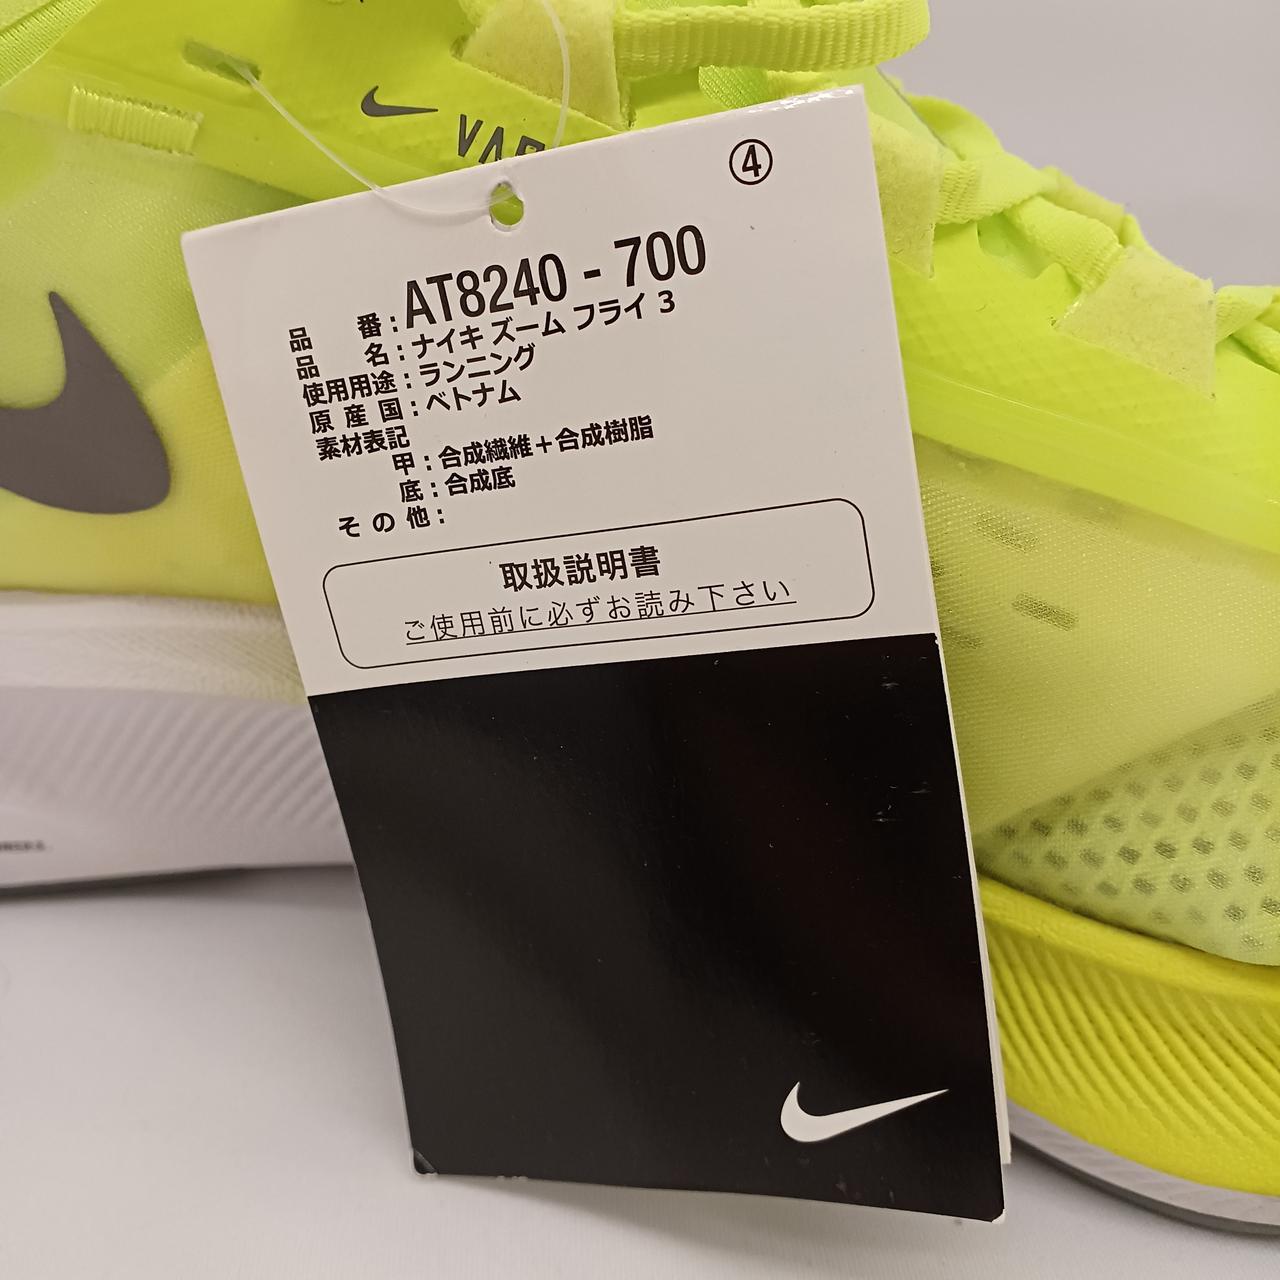 ④
品 番:AT8240 - 700
品 名:ナイキ ズーム フライ 3
使用用途:ランニング
原 産 国:ベトナム
素材表記
甲:合成繊維+合成樹脂
底:合成底
そ の 他:
取扱説明書
ご使用前に必ずお読み下さい